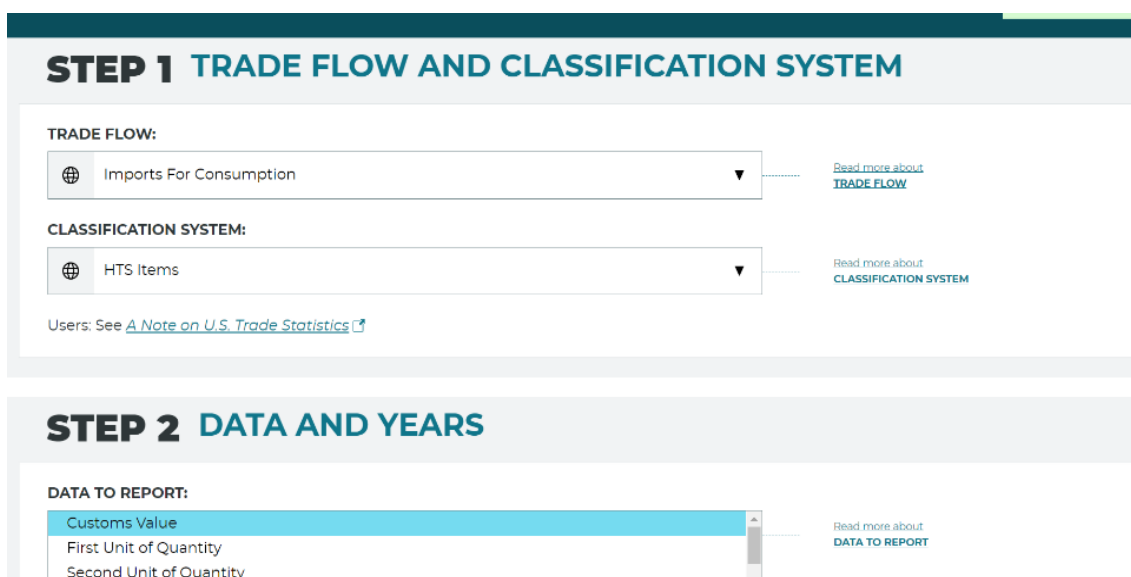 STEP 1 TRADE FLOW AND CLASSIFICATION SYSTEM
TRADE FLOW:
Imports For Consumption
Read more about
TRADE FLOW
CLASSIFICATION SYSTEM:
HTS Items
Read more about
CLASSIFICATION SYSTEM
Users: See A Note on U.S. Trade Statistics
STEP 2 DATA AND YEARS
DATA TO REPORT:
Customs Value
First Unit of Quantity
Second Unit of Quantity
Read more about
DATA TO REPORT